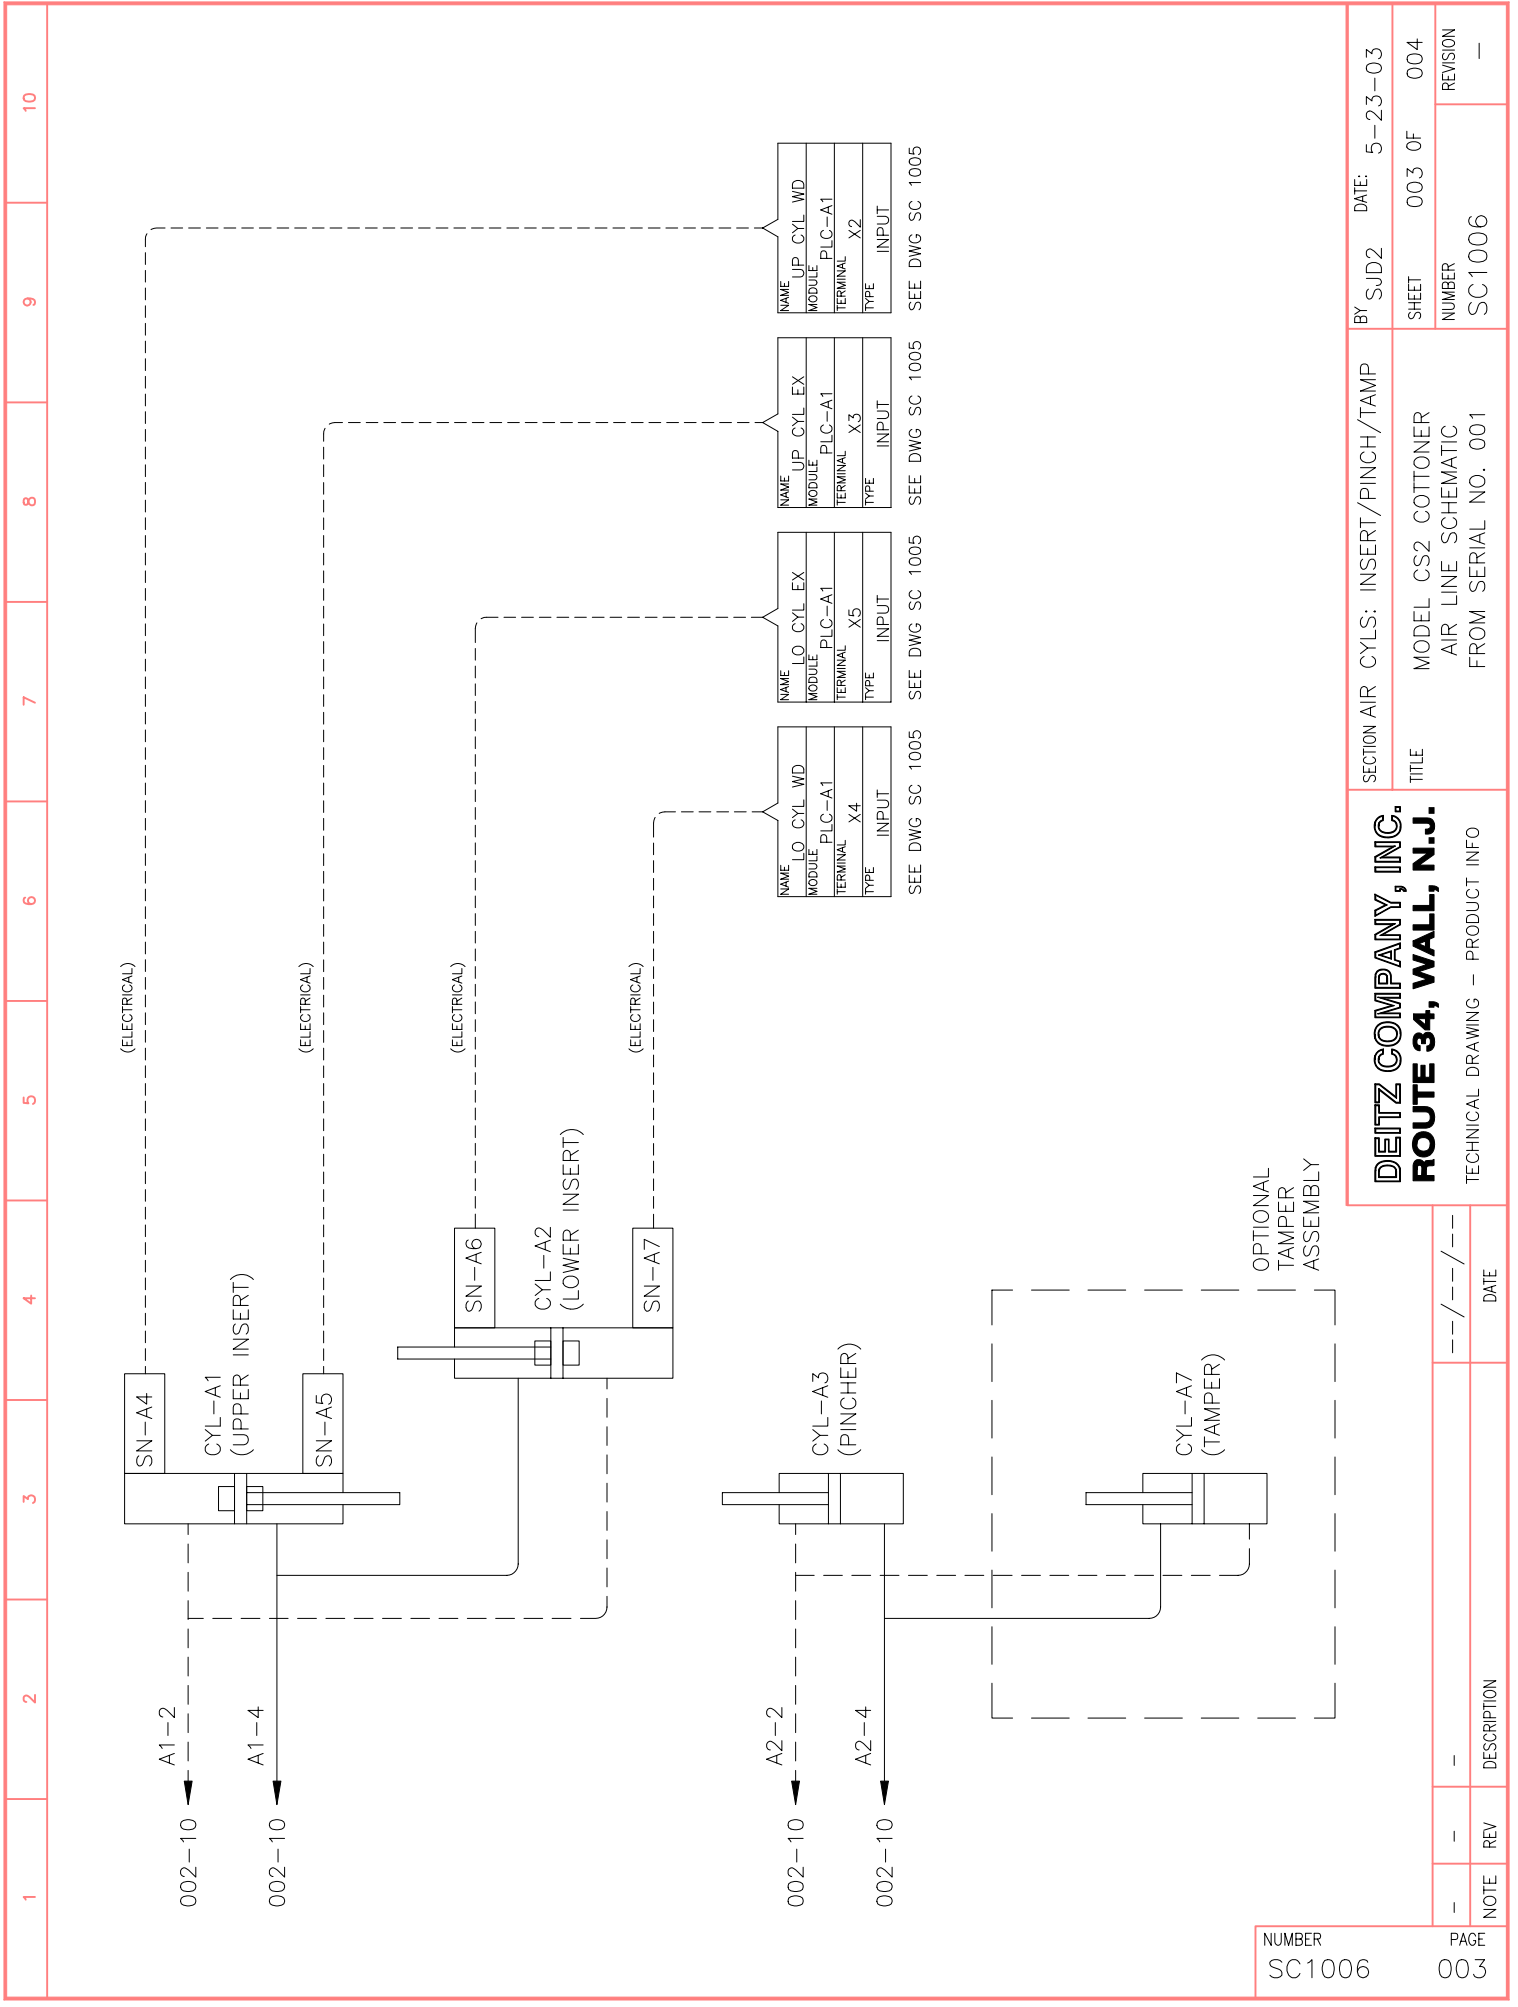 1
2
3
4
5
6
7
8
9
10
SN-A4
(ELECTRICAL)
CYL-A1
(UPPER INSERT)
SN-A5
(ELECTRICAL)
A1-2
002-10
A1-4
002-10
SN-A6
(ELECTRICAL)
CYL-A2
(LOWER INSERT)
SN-A7
(ELECTRICAL)
NAME LO CYL WD
MODULE PLC-A1
TERMINAL X4
TYPE INPUT
SEE DWG SC 1005
NAME LO CYL EX
MODULE PLC-A1
TERMINAL X5
TYPE INPUT
SEE DWG SC 1005
NAME UP CYL EX
MODULE PLC-A1
TERMINAL X3
TYPE INPUT
SEE DWG SC 1005
NAME UP CYL WD
MODULE PLC-A1
TERMINAL X2
TYPE INPUT
SEE DWG SC 1005
A2-2
002-10
A2-4
002-10
CYL-A3
(PINCHER)
CYL-A7
(TAMPER)
OPTIONAL
TAMPER
ASSEMBLY
NUMBER
SC1006
PAGE
003
- - - --/--/--
NOTE REV DESCRIPTION DATE
DEITZ COMPANY, INC.
ROUTE 34, WALL, N.J.
TECHNICAL DRAWING - PRODUCT INFO
SECTION AIR CYLS: INSERT/PINCH/TAMP
TITLE
MODEL CS2 COTTONER
AIR LINE SCHEMATIC
FROM SERIAL NO. 001
BY SJD2 DATE: 5-23-03
SHEET 003 OF 004
NUMBER
SC1006
REVISION
-